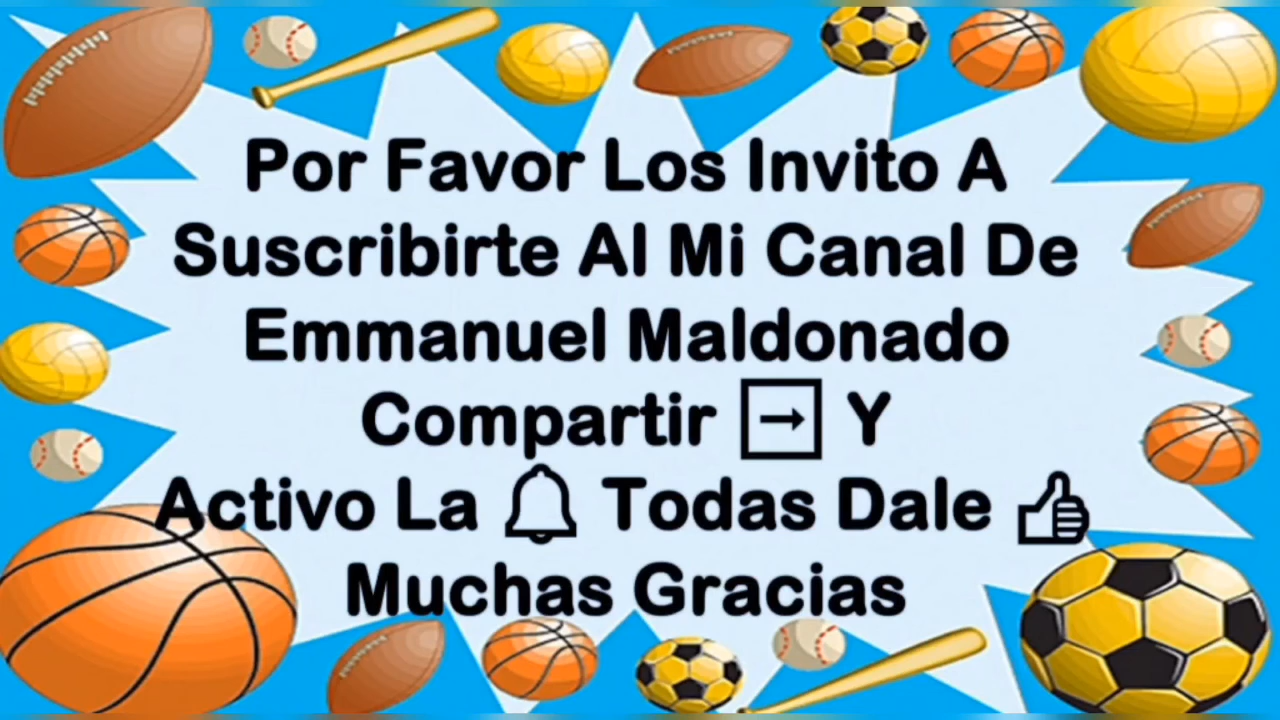 Por Favor Los Invito A
Suscribirte Al Mi Canal De
Emmanuel Maldonado
Compartir ➡ Y
Activo La 🔔 Todas Dale 👍
Muchas Gracias